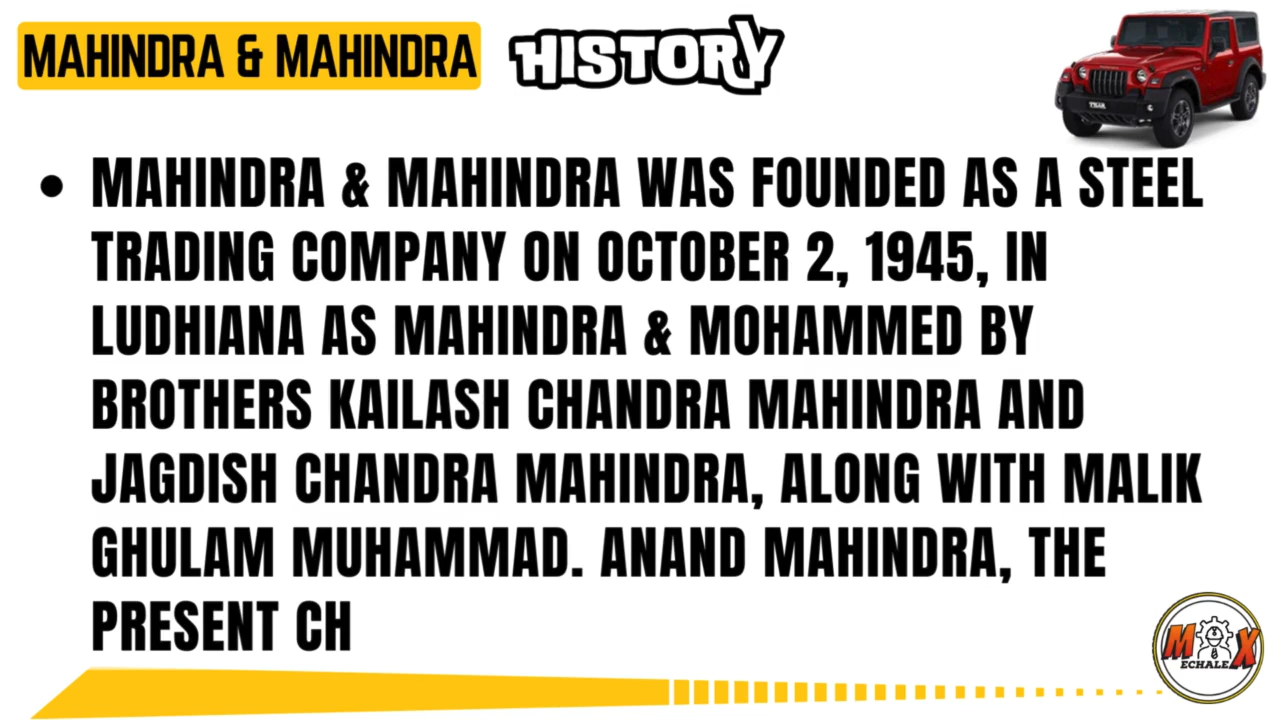 MAHINDRA & MAHINDRA HISTORY
• MAHINDRA & MAHINDRA WAS FOUNDED AS A STEEL
TRADING COMPANY ON OCTOBER 2, 1945, IN
LUDHIANA AS MAHINDRA & MOHAMMED BY
BROTHERS KAILASH CHANDRA MAHINDRA AND
JAGDISH CHANDRA MAHINDRA, ALONG WITH MALIK
GHULAM MUHAMMAD. ANAND MAHINDRA, THE
PRESENT CH
M X
ECHALE